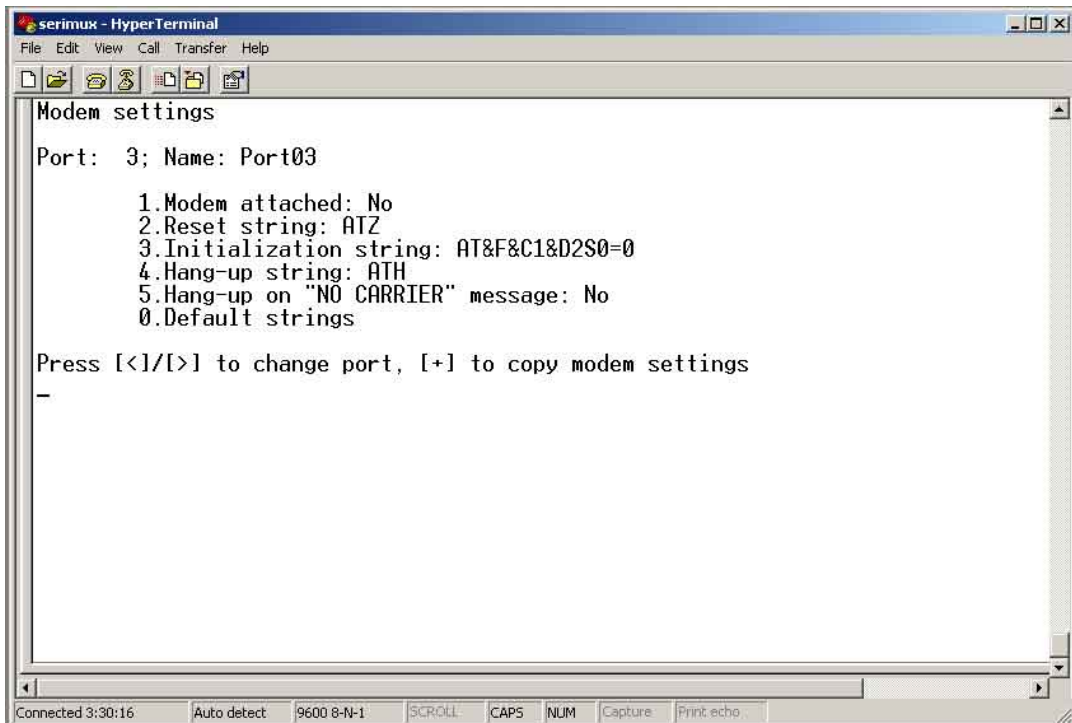 serimux - HyperTerminal
File Edit View Call Transfer Help
Modem settings
Port: 3; Name: Port03
1.Modem attached: No
2.Reset string: ATZ
3.Initialization string: AT&F&C1&D2S0=0
4.Hang-up string: ATH
5.Hang-up on "NO CARRIER" message: No
0.Default strings
Press [<]/[>] to change port, [+] to copy modem settings
_
Connected 3:30:16 Auto detect 9600 8-N-1 SCROLL CAPS NUM Capture Print echo